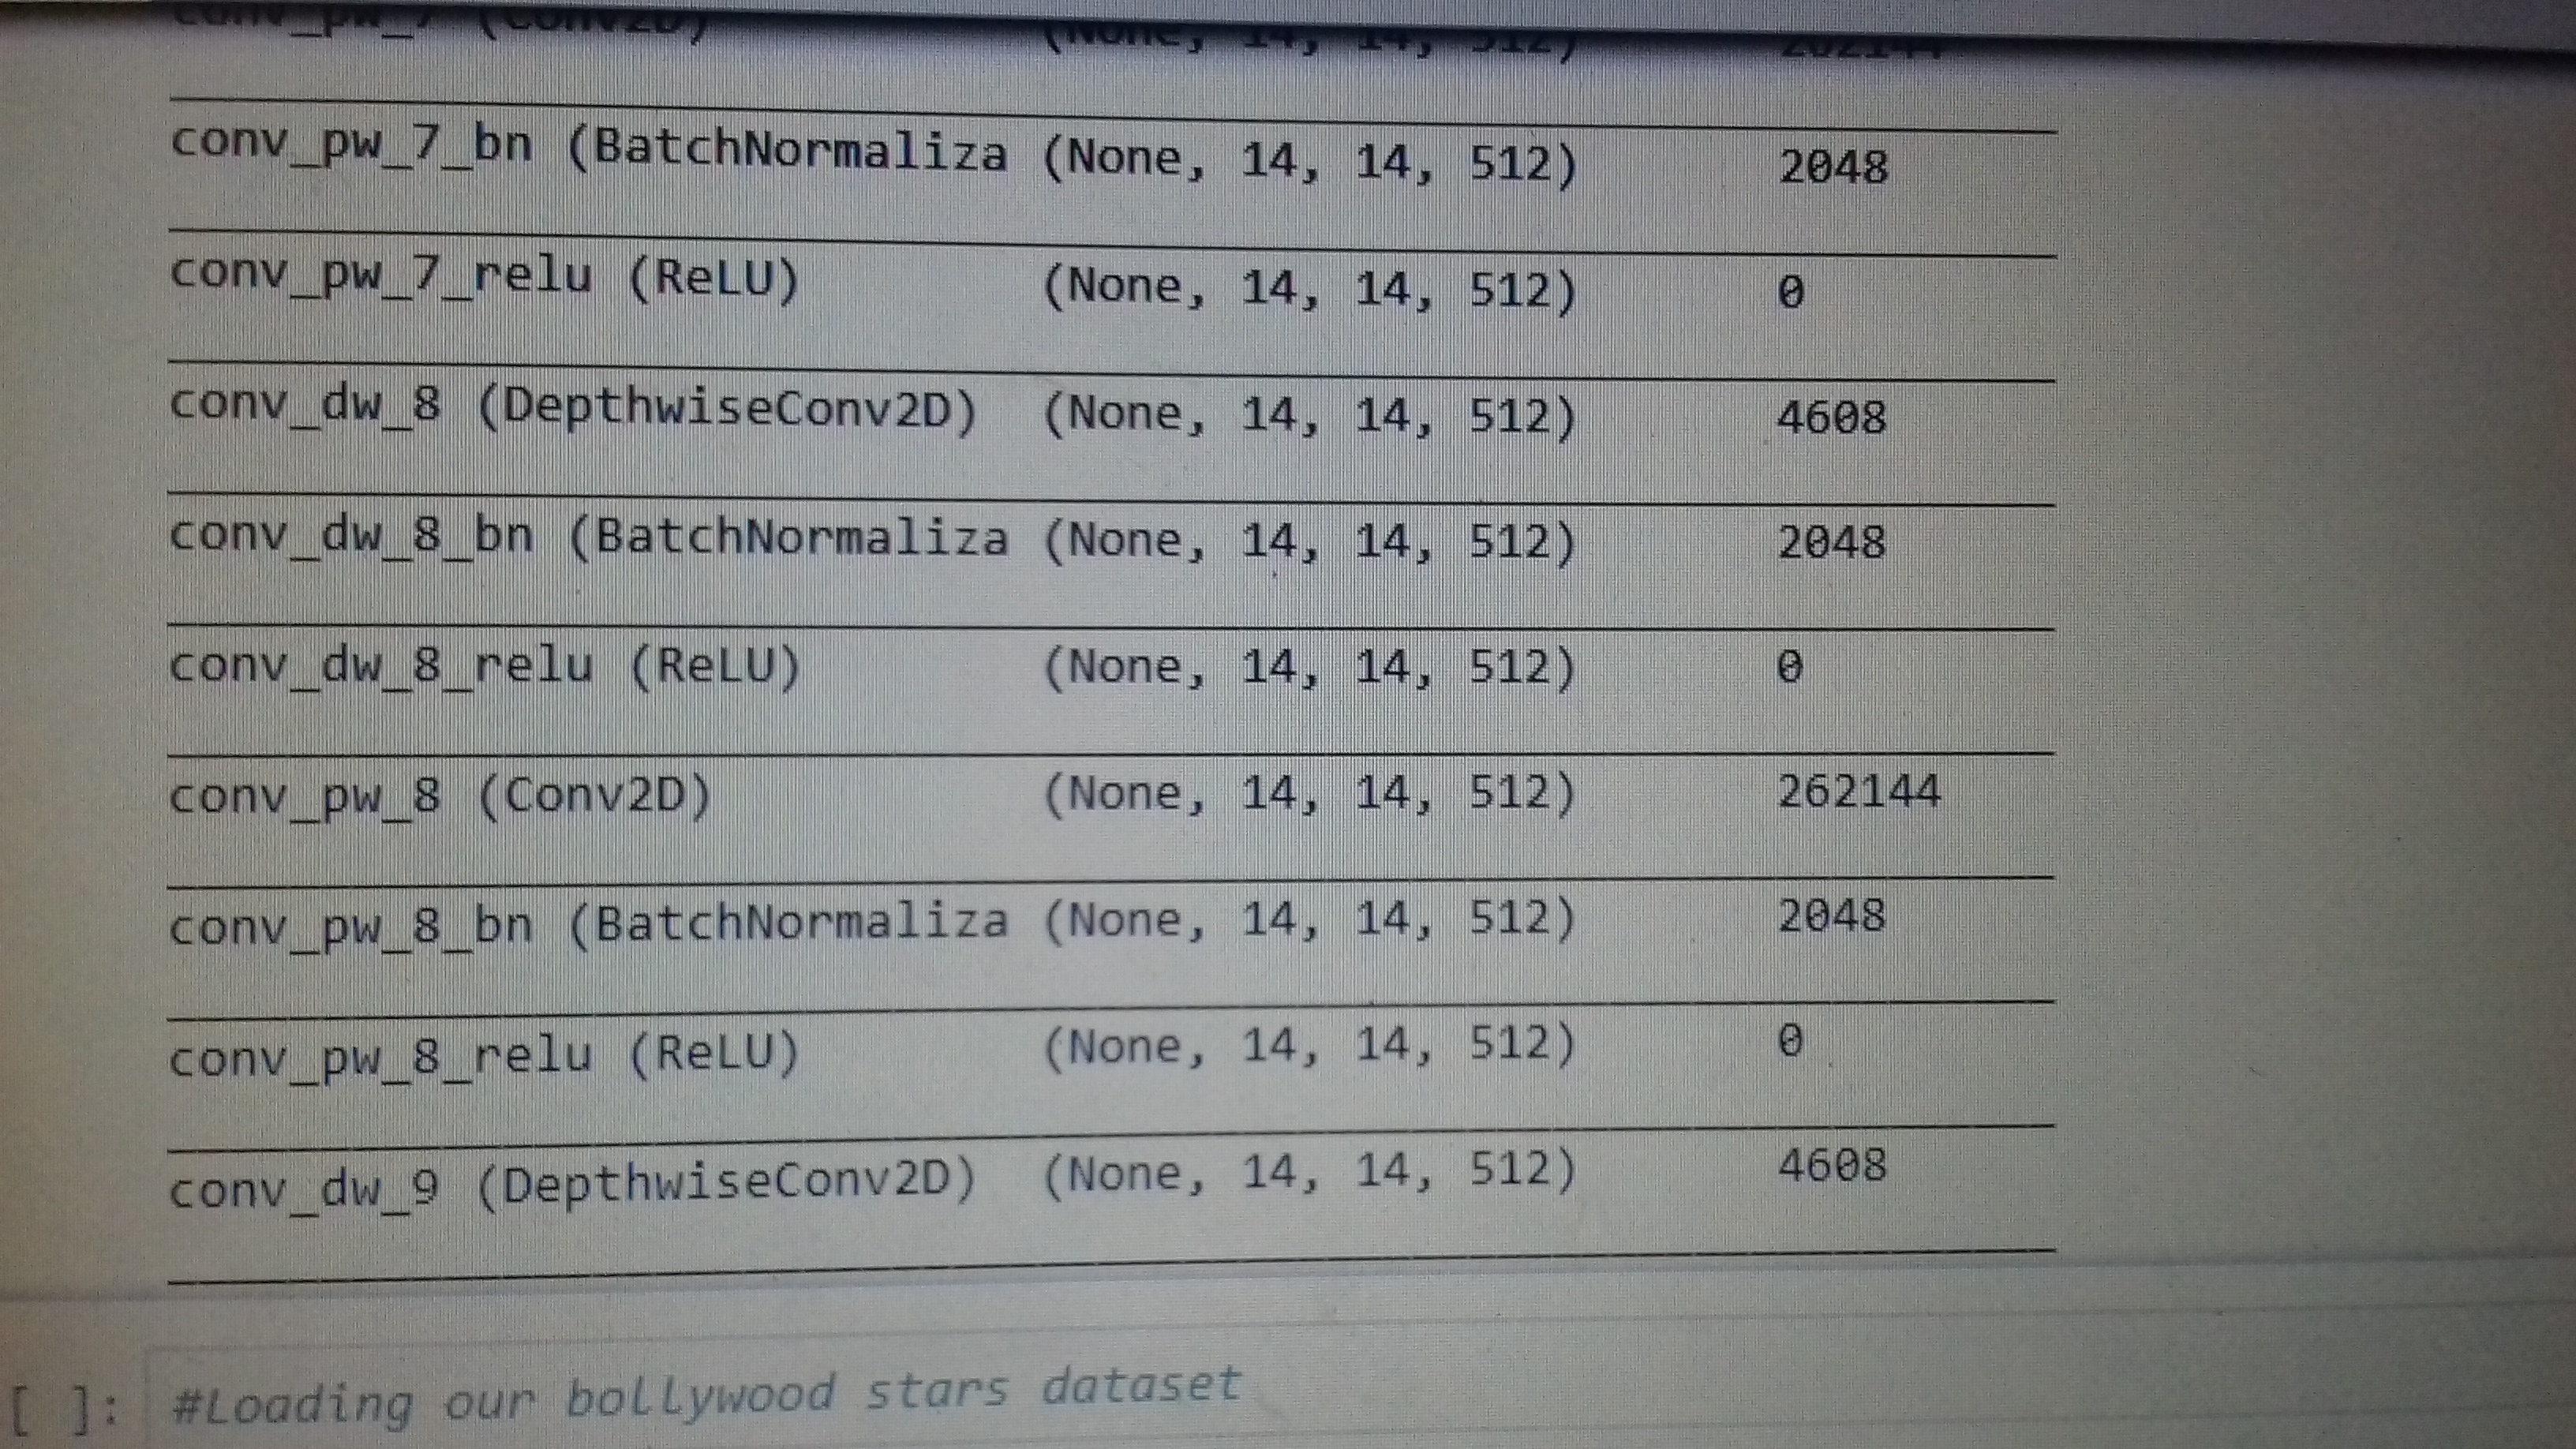 conv_pw_7 (Conv2D) (None, 14, 14, 512) 262144
conv_pw_7_bn (BatchNormaliza (None, 14, 14, 512) 2048
conv_pw_7_relu (ReLU) (None, 14, 14, 512) 0
conv_dw_8 (DepthwiseConv2D) (None, 14, 14, 512) 4608
conv_dw_8_bn (BatchNormaliza (None, 14, 14, 512) 2048
conv_dw_8_relu (ReLU) (None, 14, 14, 512) 0
conv_pw_8 (Conv2D) (None, 14, 14, 512) 262144
conv_pw_8_bn (BatchNormaliza (None, 14, 14, 512) 2048
conv_pw_8_relu (ReLU) (None, 14, 14, 512) 0
conv_dw_9 (DepthwiseConv2D) (None, 14, 14, 512) 4608
[ ]: #Loading our bollywood stars dataset